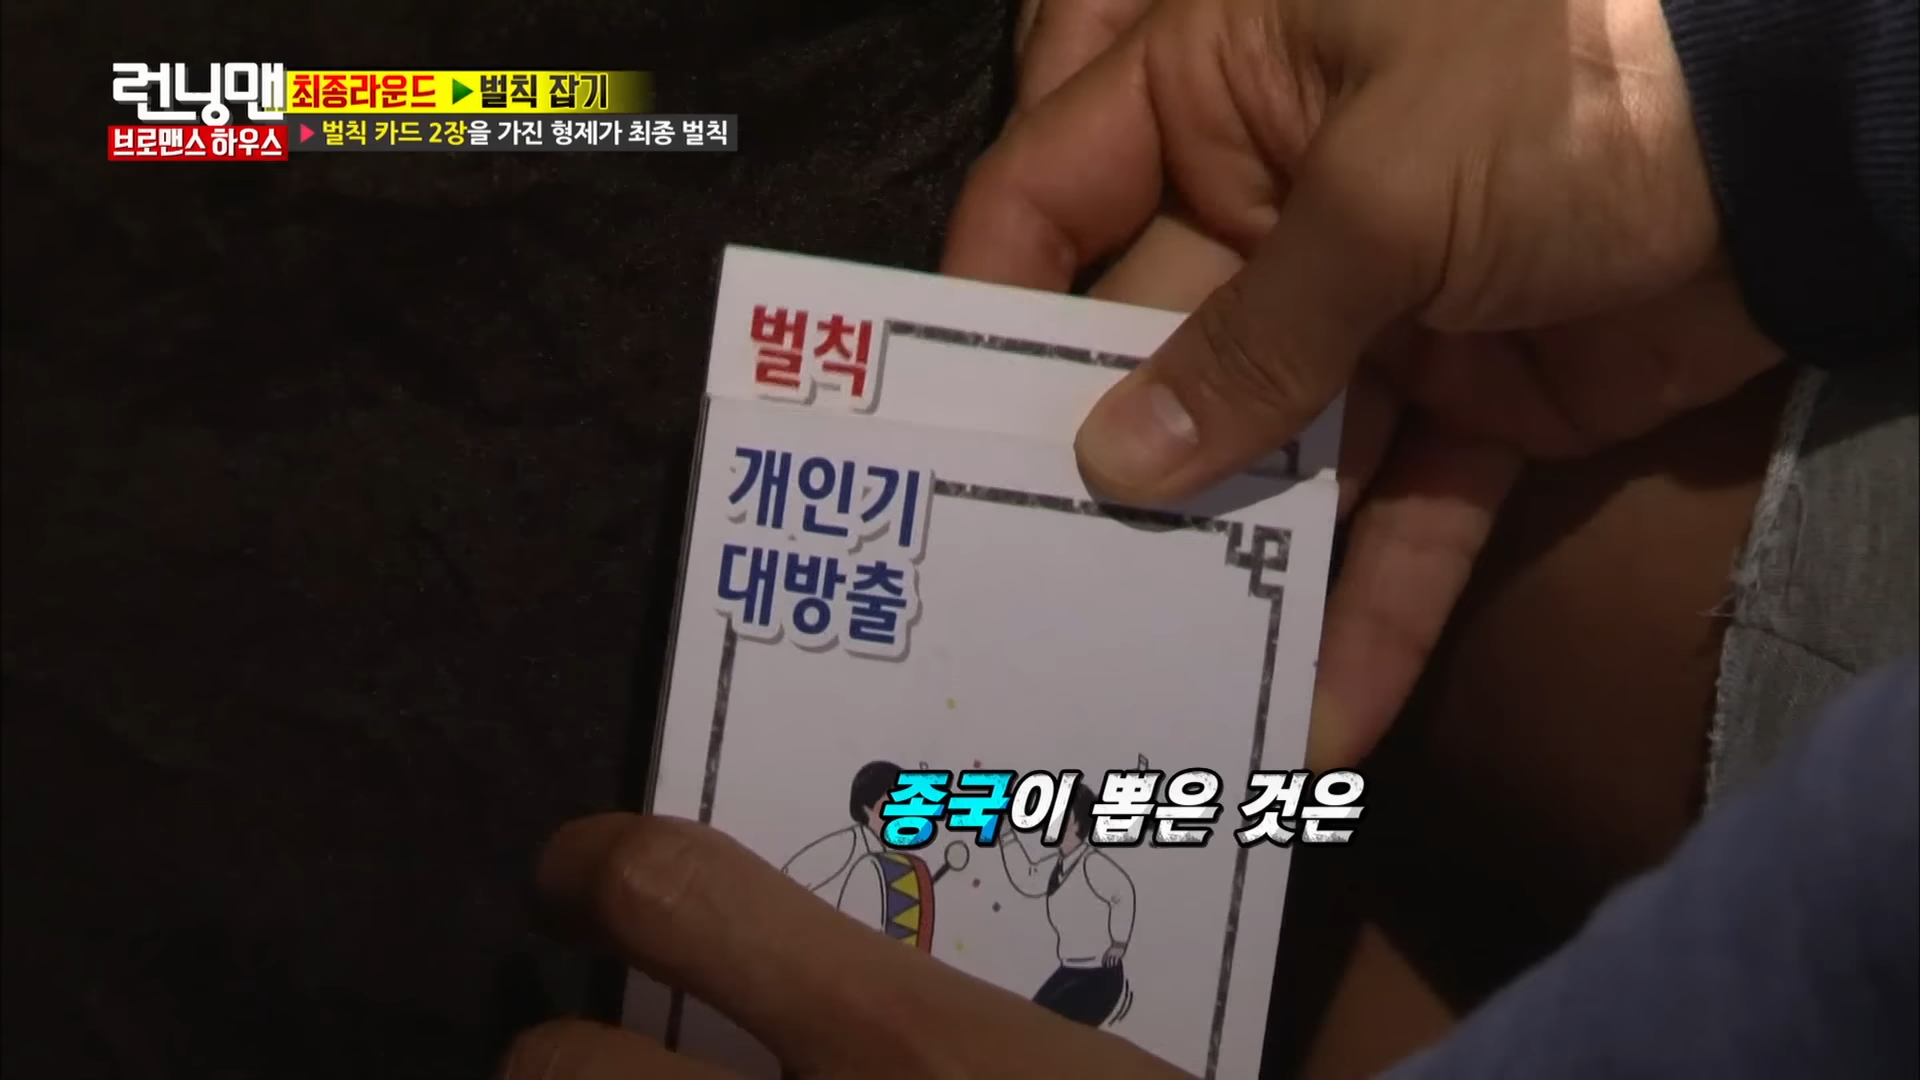 런닝맨 최종라운드 ▶ 벌칙 잡기
브로맨스 하우스 ▶ 벌칙 카드 2장을 가진 형제가 최종 벌칙
벌칙
개인기
대방출
종국이 뽑은 것은